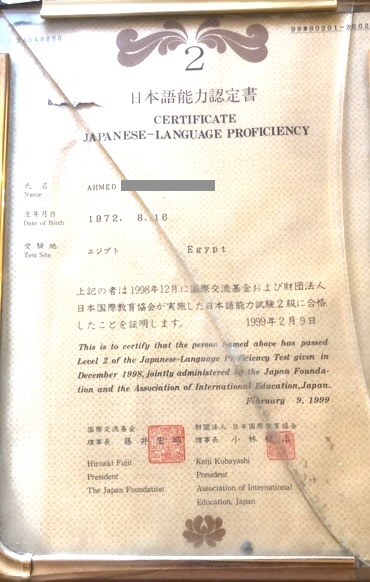 2
日本語能力認定書
CERTIFICATE
JAPANESE-LANGUAGE PROFICIENCY
氏名
Name
AHMED
生年月日
Date of Birth
1972. 8.16
受験地
Test Site
エジプト Egypt
上記の者は1998年12月に国際交流基金および財団法人
日本国際教育協会が実施した日本語能力試験2級に合格
したことを証明します。 1999年2月9日
This is to certify that the person named above has passed
Level 2 of the Japanese-Language Proficiency Test given in
December 1998, jointly administered by the Japan Founda-
tion and the Association of International Education, Japan.
February 9, 1999
国際交流基金
理事長 藤井宏
Hiroaki Fujii
President
The Japan Foundation
財団法人 日本国際教育協会
理事長 小林
Keiji Kobayashi
President
Association of International
Education, Japan